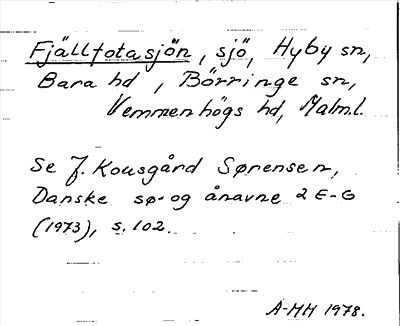 Fjällfotasjön, sjö, Hyby sn,
Bara hd, Börringe sn,
Vemmenhögs hd, Malm.l.
Se J. Kousgård Sørensen,
Danske sø- og ånavne 2 E-G
(1973), s. 102.
A-MH 1978.